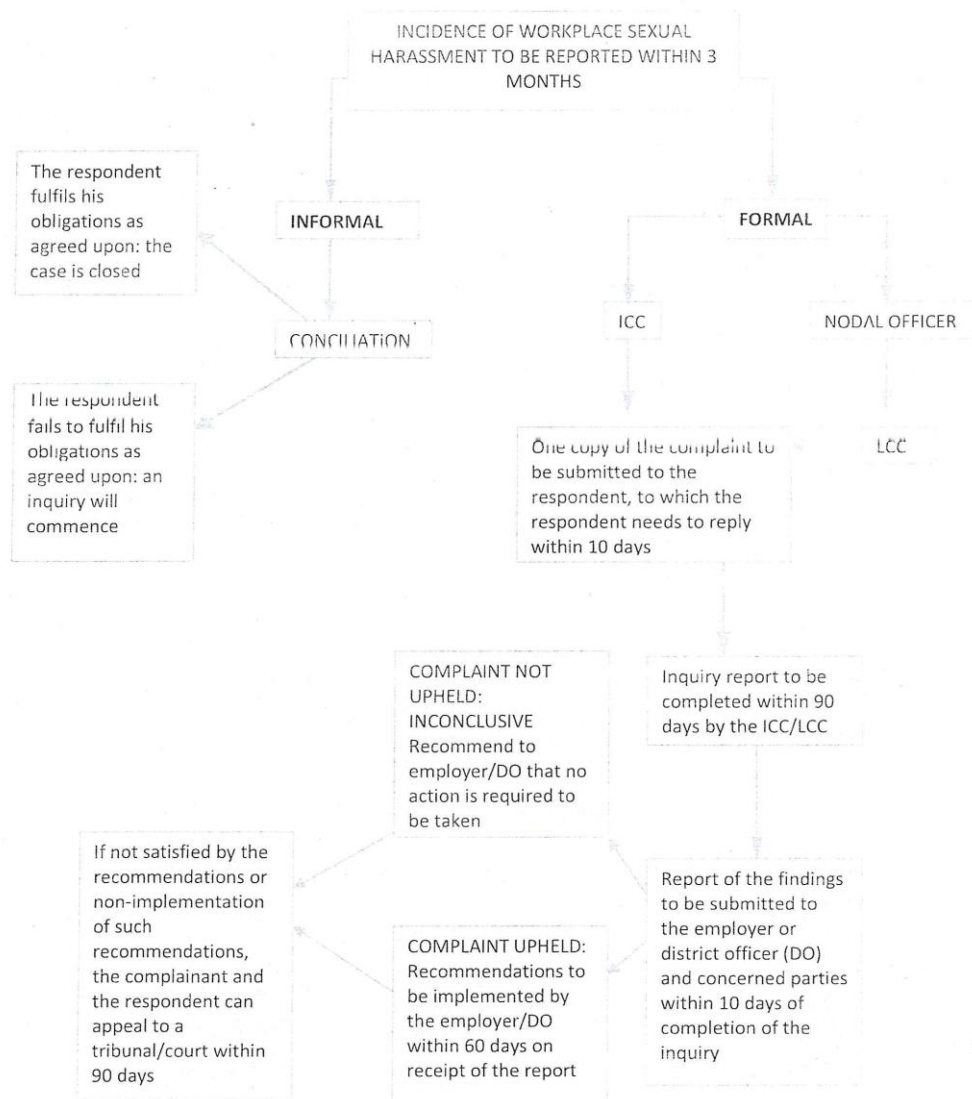 INCIDENCE OF WORKPLACE SEXUAL
HARASSMENT TO BE REPORTED WITHIN 3
MONTHS
The respondent
fulfils his
obligations as
agreed upon: the
case is closed
INFORMAL
FORMAL
CONCILIATION
ICC
NODAL OFFICER
The respondent
fails to fulfil his
obligations as
agreed upon: an
inquiry will
commence
One copy of the complaint to
be submitted to the
respondent, to which the
respondent needs to reply
within 10 days
LCC
Inquiry report to be
completed within 90
days by the ICC/LCC
COMPLAINT NOT
UPHELD:
INCONCLUSIVE
Recommend to
employer/DO that no
action is required to
be taken
Report of the findings
to be submitted to
the employer or
district officer (DO)
and concerned parties
within 10 days of
completion of the
inquiry
COMPLAINT UPHELD:
Recommendations to
be implemented by
the employer/DO
within 60 days on
receipt of the report
If not satisfied by the
recommendations or
non-implementation
of such
recommendations,
the complainant and
the respondent can
appeal to a
tribunal/court within
90 days